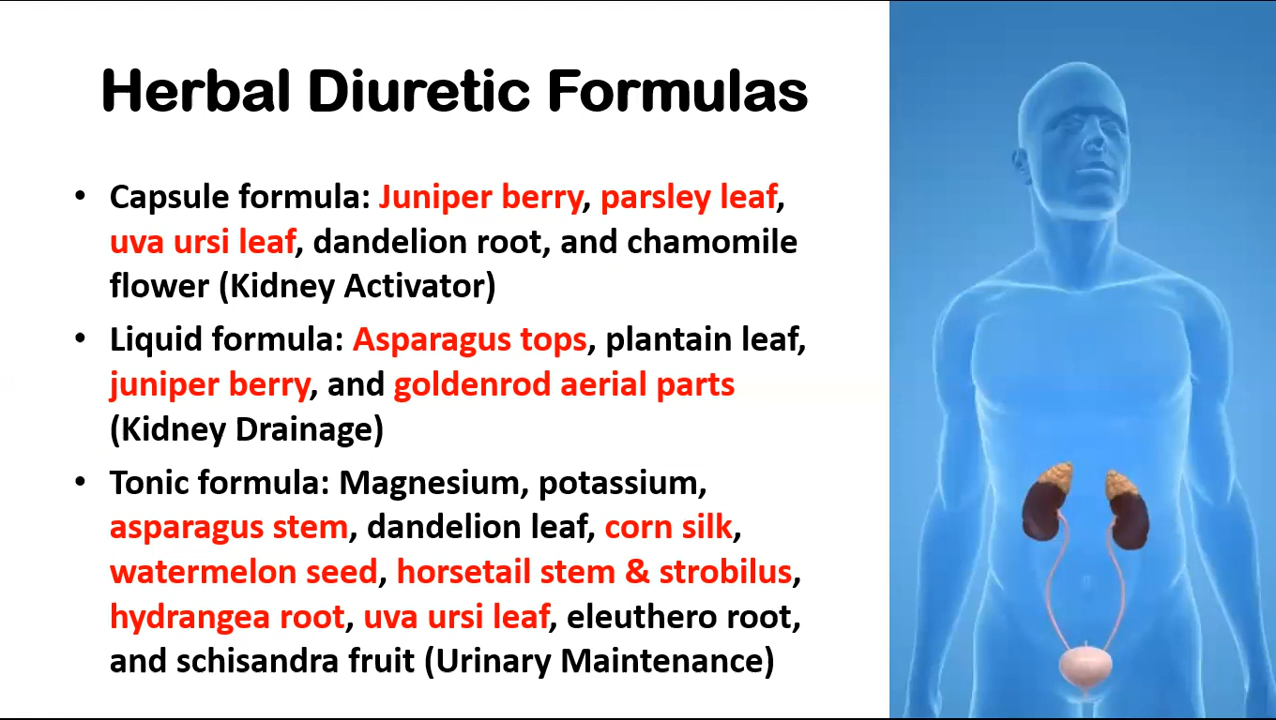 Herbal Diuretic Formulas
• Capsule formula: Juniper berry, parsley leaf,
uva ursi leaf, dandelion root, and chamomile
flower (Kidney Activator)
• Liquid formula: Asparagus tops, plantain leaf,
juniper berry, and goldenrod aerial parts
(Kidney Drainage)
• Tonic formula: Magnesium, potassium,
asparagus stem, dandelion leaf, corn silk,
watermelon seed, horsetail stem & strobilus,
hydrangea root, uva ursi leaf, eleuthero root,
and schisandra fruit (Urinary Maintenance)